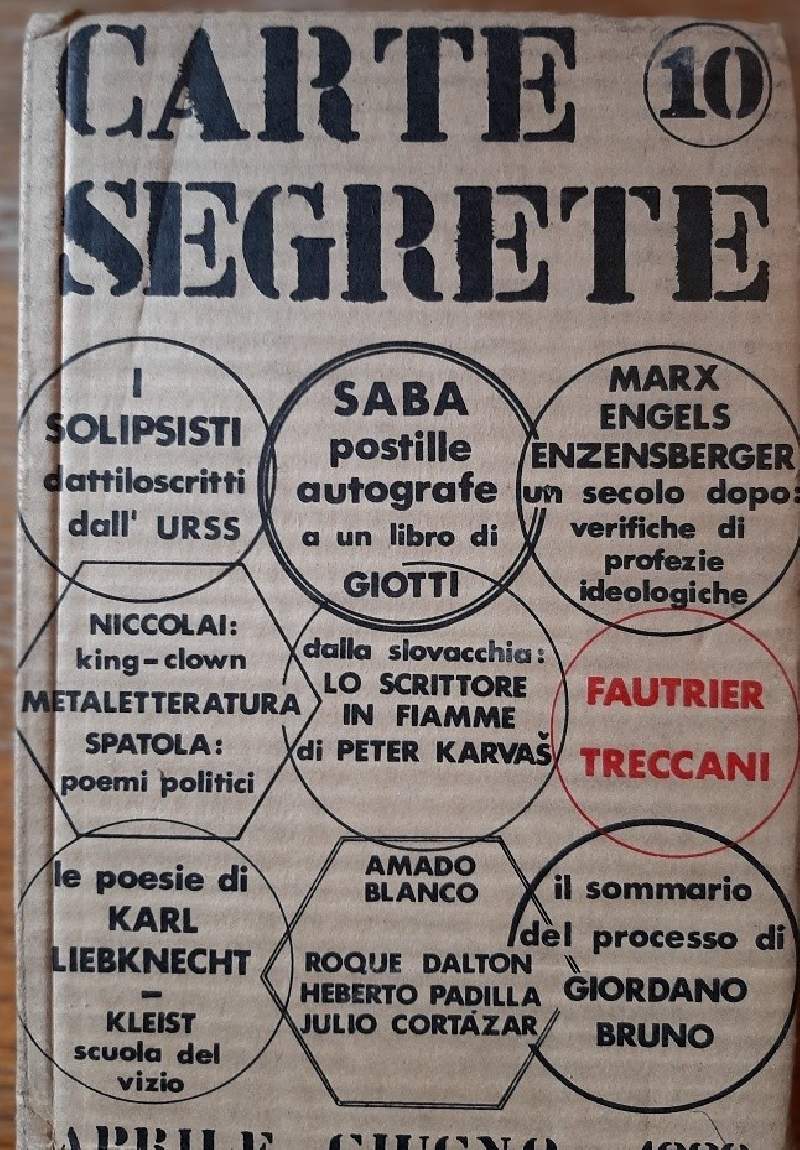 CARTE 10
SEGRETE
I
SOLIPSISTI
dattiloscritti
dall' URSS
SABA
postille
autografe
a un libro di
GIOTTI
MARX
ENGELS
ENZENSBERGER
un secolo dopo:
verifiche di
profezie
ideologiche
NICCOLAI:
king-clown
METALETTERATURA
SPATOLA:
poemi politici
dalla slovacchia:
LO SCRITTORE
IN FIAMME
di PETER KARVAŠ
FAUTRIER
TRECCANI
le poesie di
KARL
LIEBKNECHT
–
KLEIST
scuola del
vizio
AMADO
BLANCO
ROQUE DALTON
HEBERTO PADILLA
JULIO CORTÁZAR
il sommario
del processo di
GIORDANO
BRUNO
APRILE GIUGNO